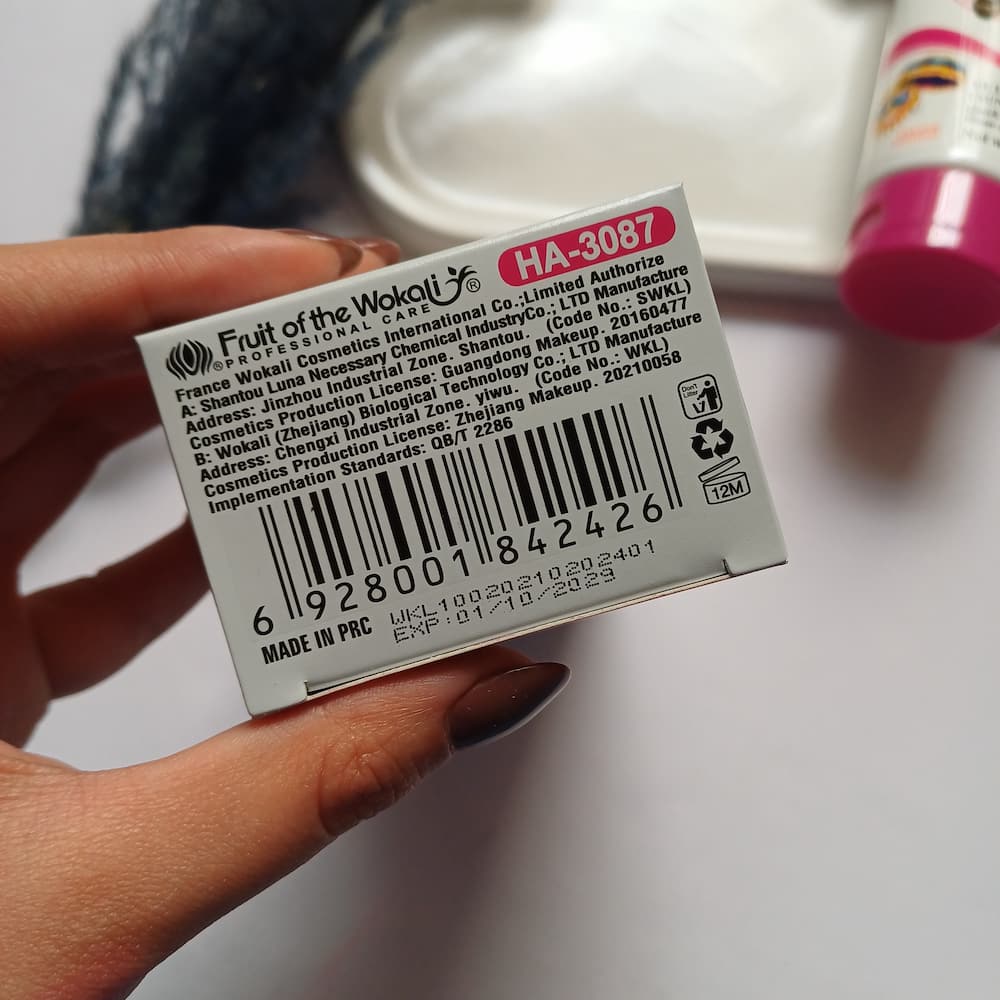 HA-3087
Fruit of the Wokali®
®PROFESSIONAL CARE
France Wokali Cosmetics International Co.;Limited Authorize
A: Shantou Luna Necessary Chemical IndustryCo.; LTD Manufacture
Address: Jinzhou Industrial Zone. Shantou. (Code No.: SWKL)
Cosmetics Production License: Guangdong Makeup. 20160477
B: Wokali (Zhejiang) Biological Technology Co.; LTD Manufacture
Address: Chengxi Industrial Zone. yiwu. (Code No.: WKL)
Cosmetics Production License: Zhejiang Makeup. 20210058
Implementation Standards: QB/T 2286
Don't
Litter
12M
6 928001 842426
MADE IN PRC
WKL10020210202401
EXP:01/10/2029